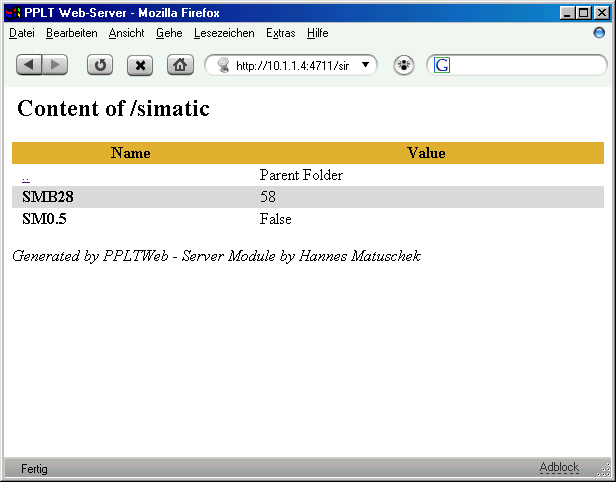 PPLT Web-Server - Mozilla Firefox
Datei Bearbeiten Ansicht Gehe Lesezeichen Extras Hilfe
http://10.1.1.4:4711/sir
G
Content of /simatic
Name Value
.. Parent Folder
SMB28 58
SM0.5 False
Generated by PPLTWeb - Server Module by Hannes Matuschek
Fertig Adblock